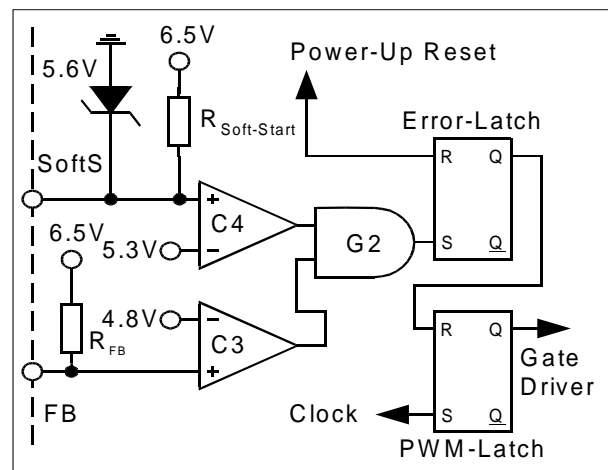 6.5V
5.6V
Power-Up Reset
R Soft-Start
Error-Latch
SoftS
R Q
C4
G2
6.5V
5.3V
S Q
4.8V
R FB
C3
R Q
Gate
Driver
FB
Clock
S Q
PWM-Latch